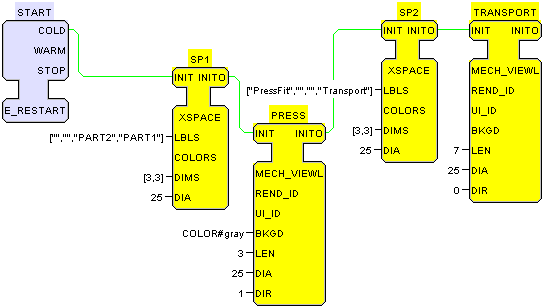 START
COLD
WARM
STOP
E_RESTART
SP1
INIT INITO
XSPACE
["","","PART2","PART1"] LBLS
COLORS
[3,3] DIMS
25 DIA
PRESS
INIT INITO
MECH_VIEWL
REND_ID
UI_ID
COLOR#gray BKGD
3 LEN
25 DIA
1 DIR
SP2
INIT INITO
XSPACE
["PressFit","","","Transport"] LBLS
COLORS
[3,3] DIMS
25 DIA
TRANSPORT
INIT INITO
MECH_VIEWL
REND_ID
UI_ID
BKGD
7 LEN
25 DIA
0 DIR